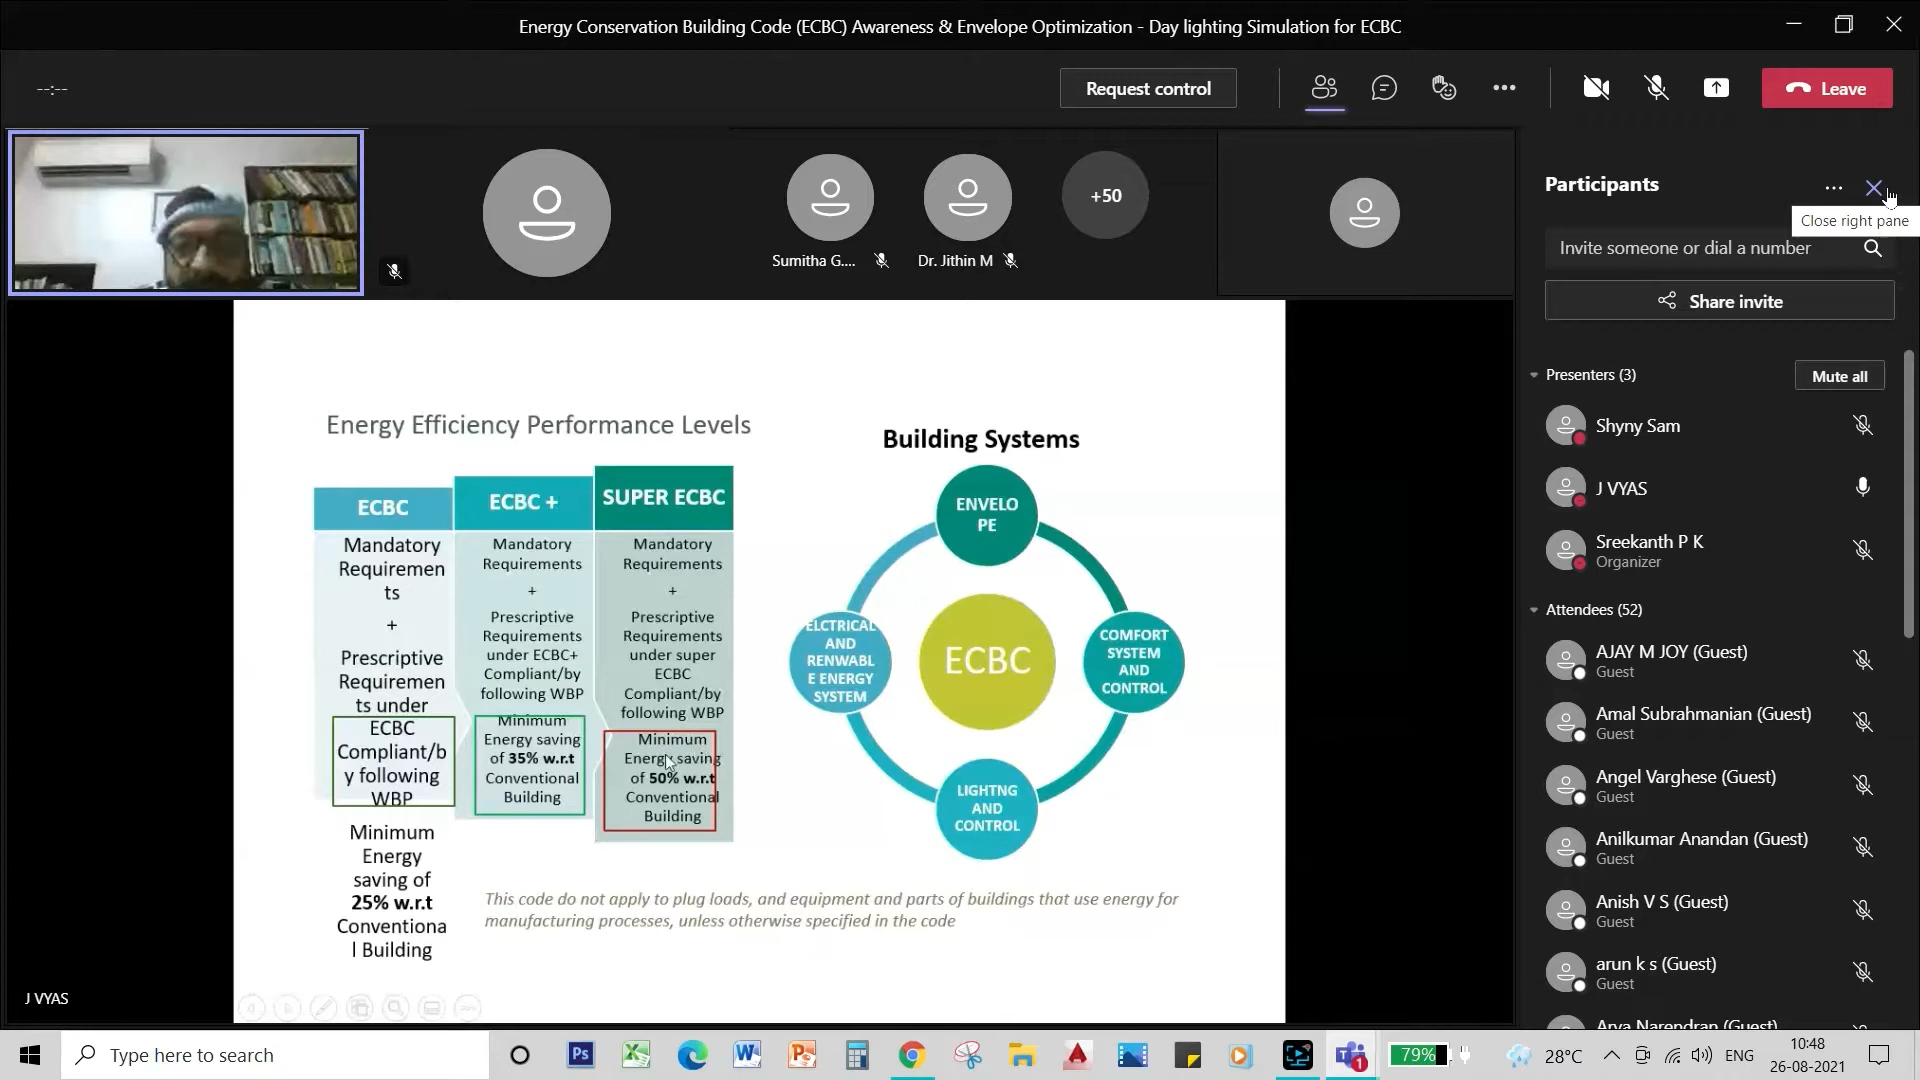 Energy Conservation Building Code (ECBC) Awareness & Envelope Optimization - Day lighting Simulation for ECBC
--:--
Request control
Leave
Sumitha G....
Dr. Jithin M
+50
Participants
Close right pane
Invite someone or dial a number
Share invite
Presenters (3)
Mute all
Shyny Sam
J VYAS
Sreekanth P K
Organizer
Attendees (52)
AJAY M JOY (Guest)
Guest
Amal Subrahmanian (Guest)
Guest
Angel Varghese (Guest)
Guest
Anilkumar Anandan (Guest)
Guest
Anish V S (Guest)
Guest
arun k s (Guest)
Guest
Arya Narendran (Guest)
Energy Efficiency Performance Levels
ECBC
Mandatory
Requiremen
ts
+
Prescriptive
Requiremen
ts under
ECBC
Compliant/b
y following
WBP
Minimum
Energy
saving of
25% w.r.t
Conventiona
l Building
ECBC +
Mandatory
Requirements
+
Prescriptive
Requirements
under ECBC+
Compliant/by
following WBP
Minimum
Energy saving
of 35% w.r.t
Conventional
Building
SUPER ECBC
Mandatory
Requirements
+
Prescriptive
Requirements
under super
ECBC
Compliant/by
following WBP
Minimum
Energy saving
of 50% w.r.t
Conventional
Building
Building Systems
ENVELO
PE
COMFORT
SYSTEM
AND
CONTROL
LIGHTNG
AND
CONTROL
ELCTRICAL
AND
RENWABL
E ENERGY
SYSTEM
ECBC
This code do not apply to plug loads, and equipment and parts of buildings that use energy for
manufacturing processes, unless otherwise specified in the code
J VYAS
Type here to search
Ps
79%
1
28°C
ENG
10:48
26-08-2021